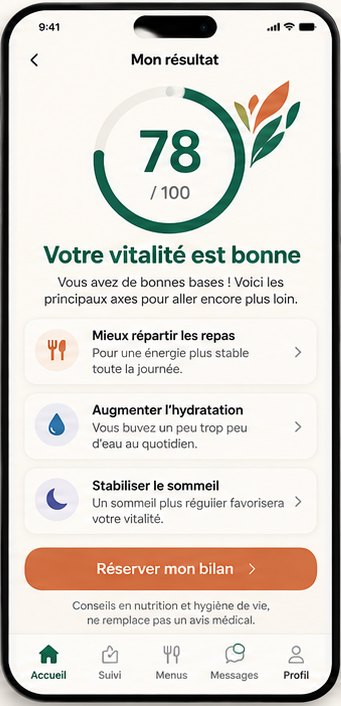 9:41
Mon résultat
78
/ 100
Votre vitalité est bonne
Vous avez de bonnes bases ! Voici les
principaux axes pour aller encore plus loin.
Mieux répartir les repas
Pour une énergie plus stable
toute la journée.
Augmenter l'hydratation
Vous buvez un peu trop peu
d'eau au quotidien.
Stabiliser le sommeil
Un sommeil plus régulier favorisera
votre vitalité.
Réserver mon bilan
Conseils en nutrition et hygiène de vie,
ne remplace pas un avis médical.
Accueil Suivi Menus Messages Profil